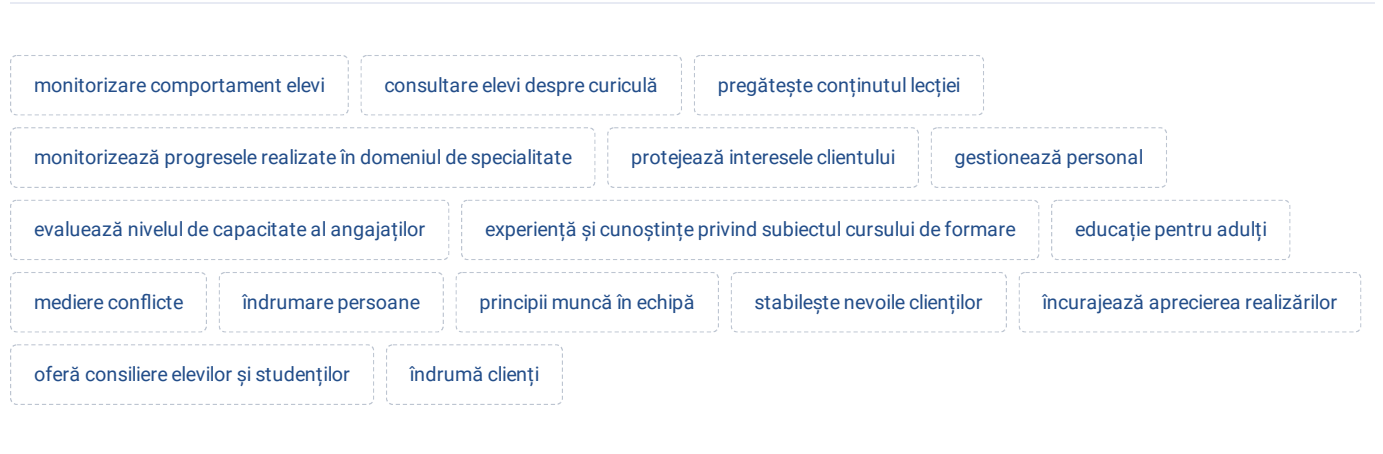 monitorizare comportament elevi consultare elevi despre curiculă pregătește conținutul lecției
monitorizează progresele realizate în domeniul de specialitate protejează interesele clientului gestionează personal
evaluează nivelul de capacitate al angajaților experiență și cunoștințe privind subiectul cursului de formare educație pentru adulți
mediere conflicte îndrumare persoane principii muncă în echipă stabilește nevoile clienților încurajează aprecierea realizărilor
oferă consiliere elevilor și studenților îndrumă clienți